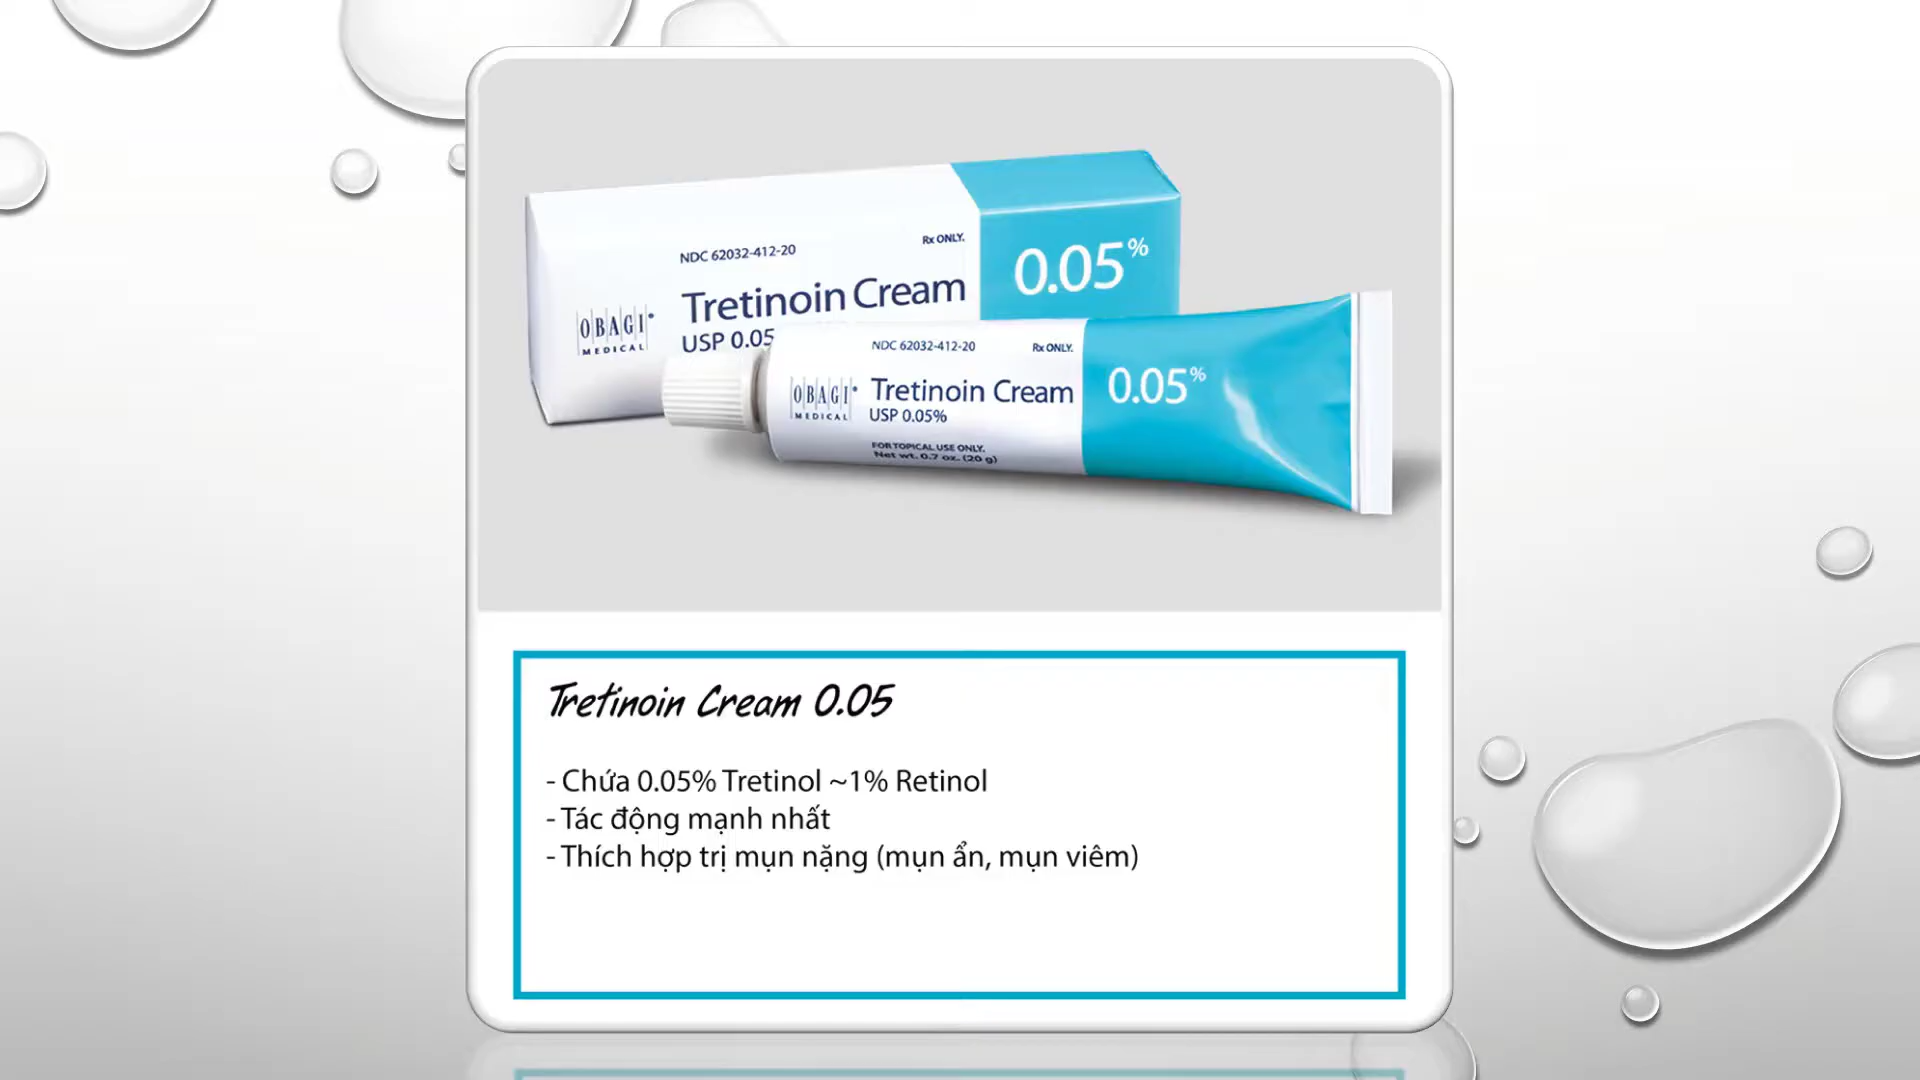 NDC 62032-412-20
Rx ONLY.
0.05%
OBAGI
MEDICAL
Tretinoin Cream
USP 0.05
NDC 62032-412-20
Rx ONLY.
OBAGI
MEDICAL
Tretinoin Cream
USP 0.05%
0.05%
FOR TOPICAL USE ONLY.
Net wt. 0.7 oz. (20 g)
Tretinoin Cream 0.05
- Chứa 0.05% Tretinol ~1% Retinol
- Tác động mạnh nhất
- Thích hợp trị mụn nặng (mụn ẩn, mụn viêm)